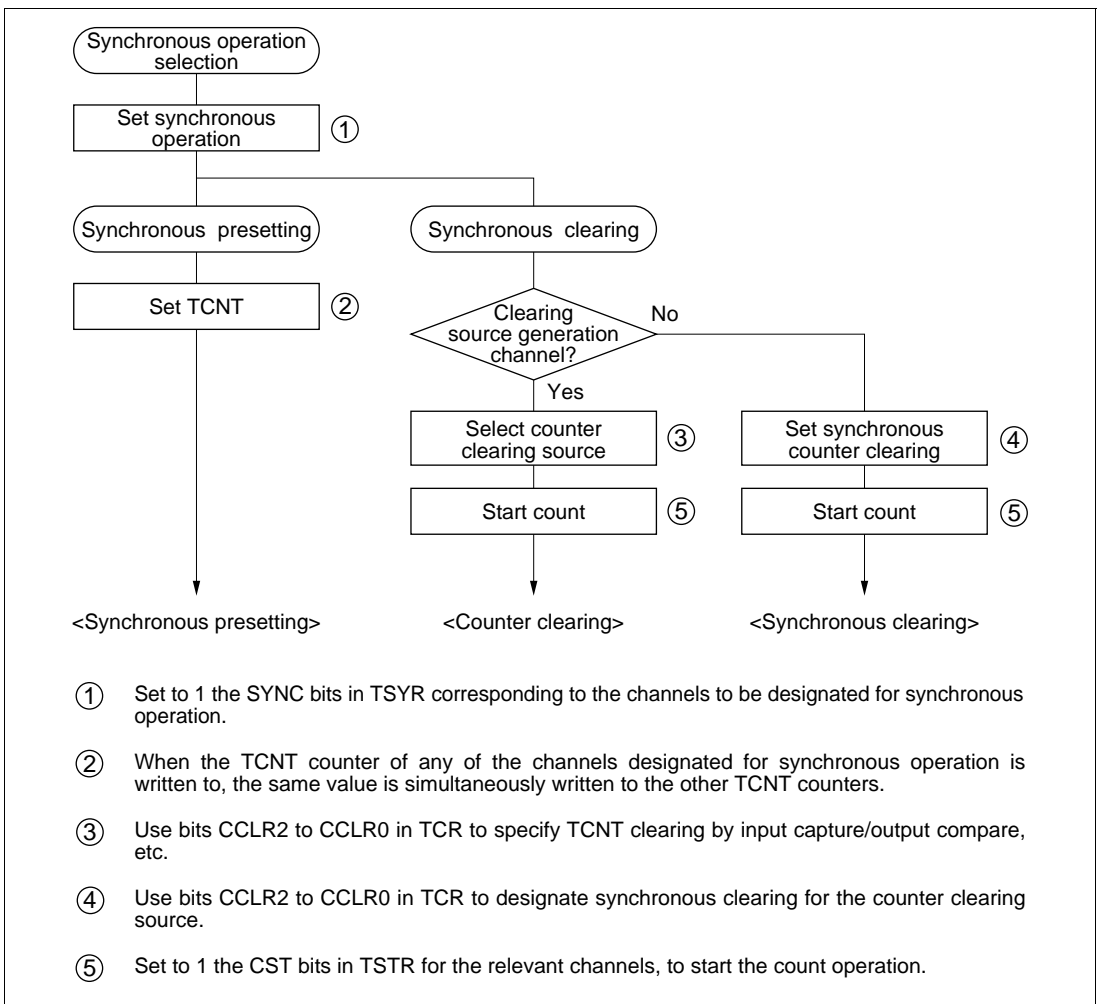 Synchronous operation
selection
Set synchronous
operation
①
Synchronous presetting
Synchronous clearing
Set TCNT
②
Clearing
source generation
channel?
No
Yes
Select counter
clearing source
③
Set synchronous
counter clearing
④
Start count
⑤
Start count
⑤
<Synchronous presetting>
<Counter clearing>
<Synchronous clearing>
① Set to 1 the SYNC bits in TSYR corresponding to the channels to be designated for synchronous
operation.
② When the TCNT counter of any of the channels designated for synchronous operation is
written to, the same value is simultaneously written to the other TCNT counters.
③ Use bits CCLR2 to CCLR0 in TCR to specify TCNT clearing by input capture/output compare,
etc.
④ Use bits CCLR2 to CCLR0 in TCR to designate synchronous clearing for the counter clearing
source.
⑤ Set to 1 the CST bits in TSTR for the relevant channels, to start the count operation.